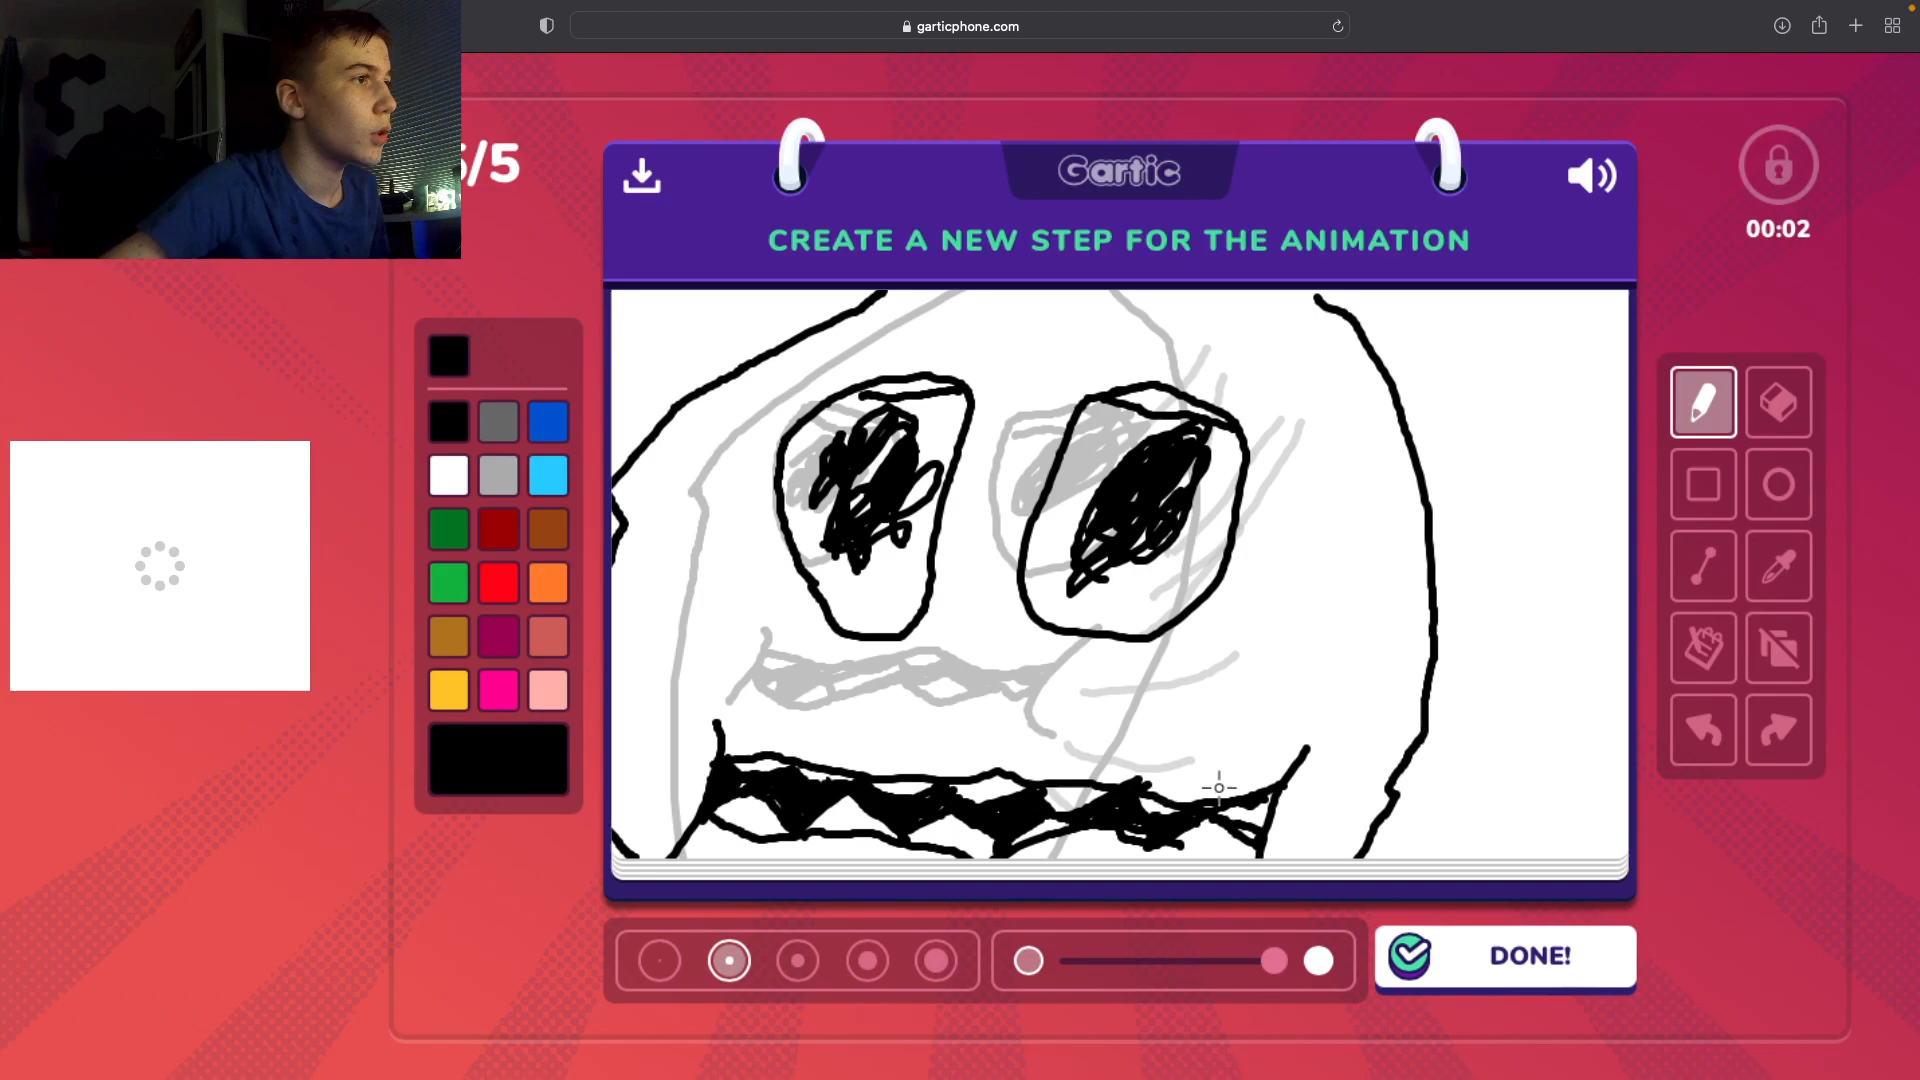 garticphone.com
/5
Gartic
00:02
CREATE A NEW STEP FOR THE ANIMATION
DONE!